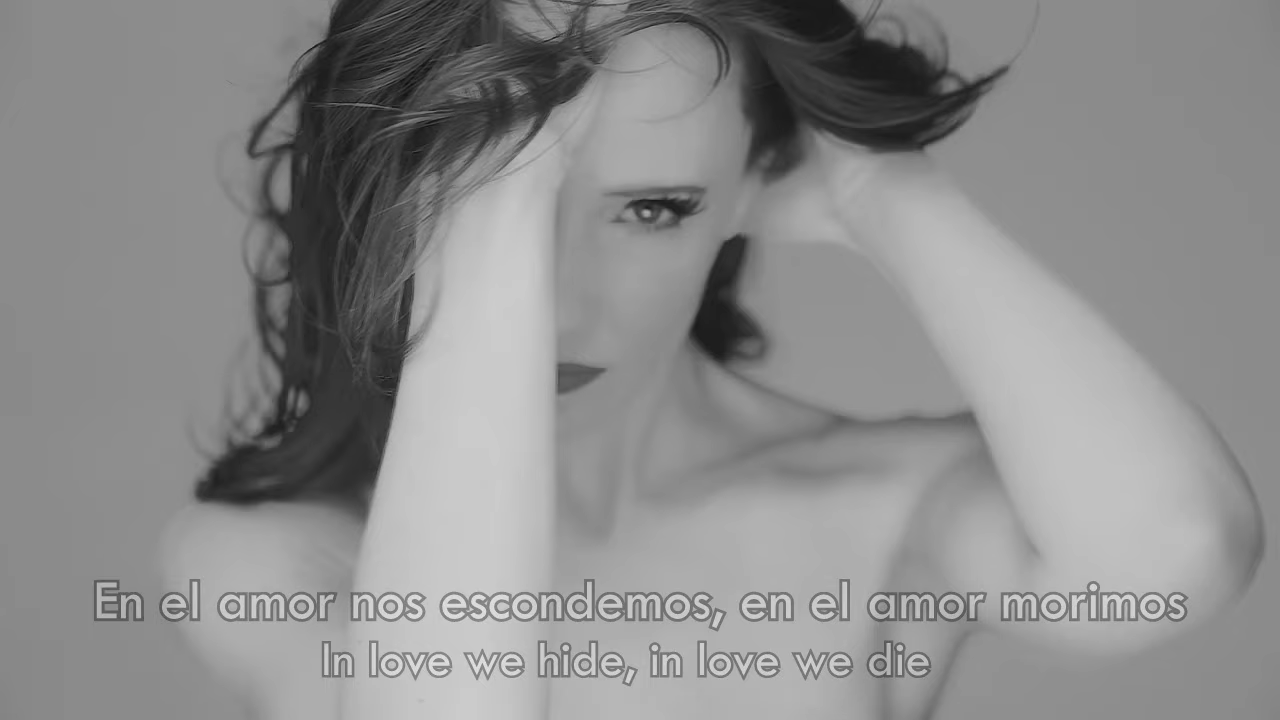 En el amor nos escondemos, en el amor morimos
In love we hide, in love we die